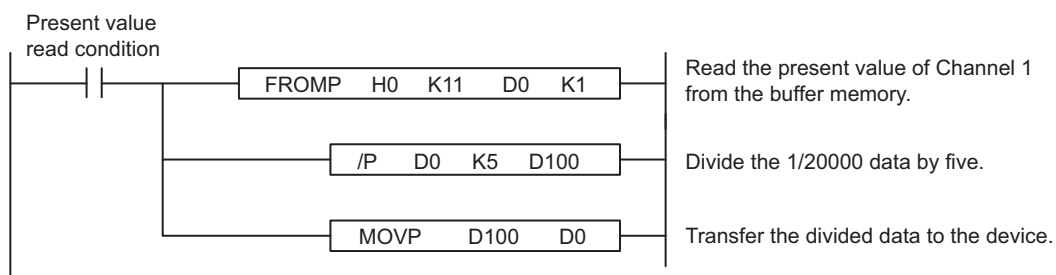 Present value
read condition
FROMP H0 K11 D0 K1
Read the present value of Channel 1
from the buffer memory.
/P D0 K5 D100
Divide the 1/20000 data by five.
MOVP D100 D0
Transfer the divided data to the device.